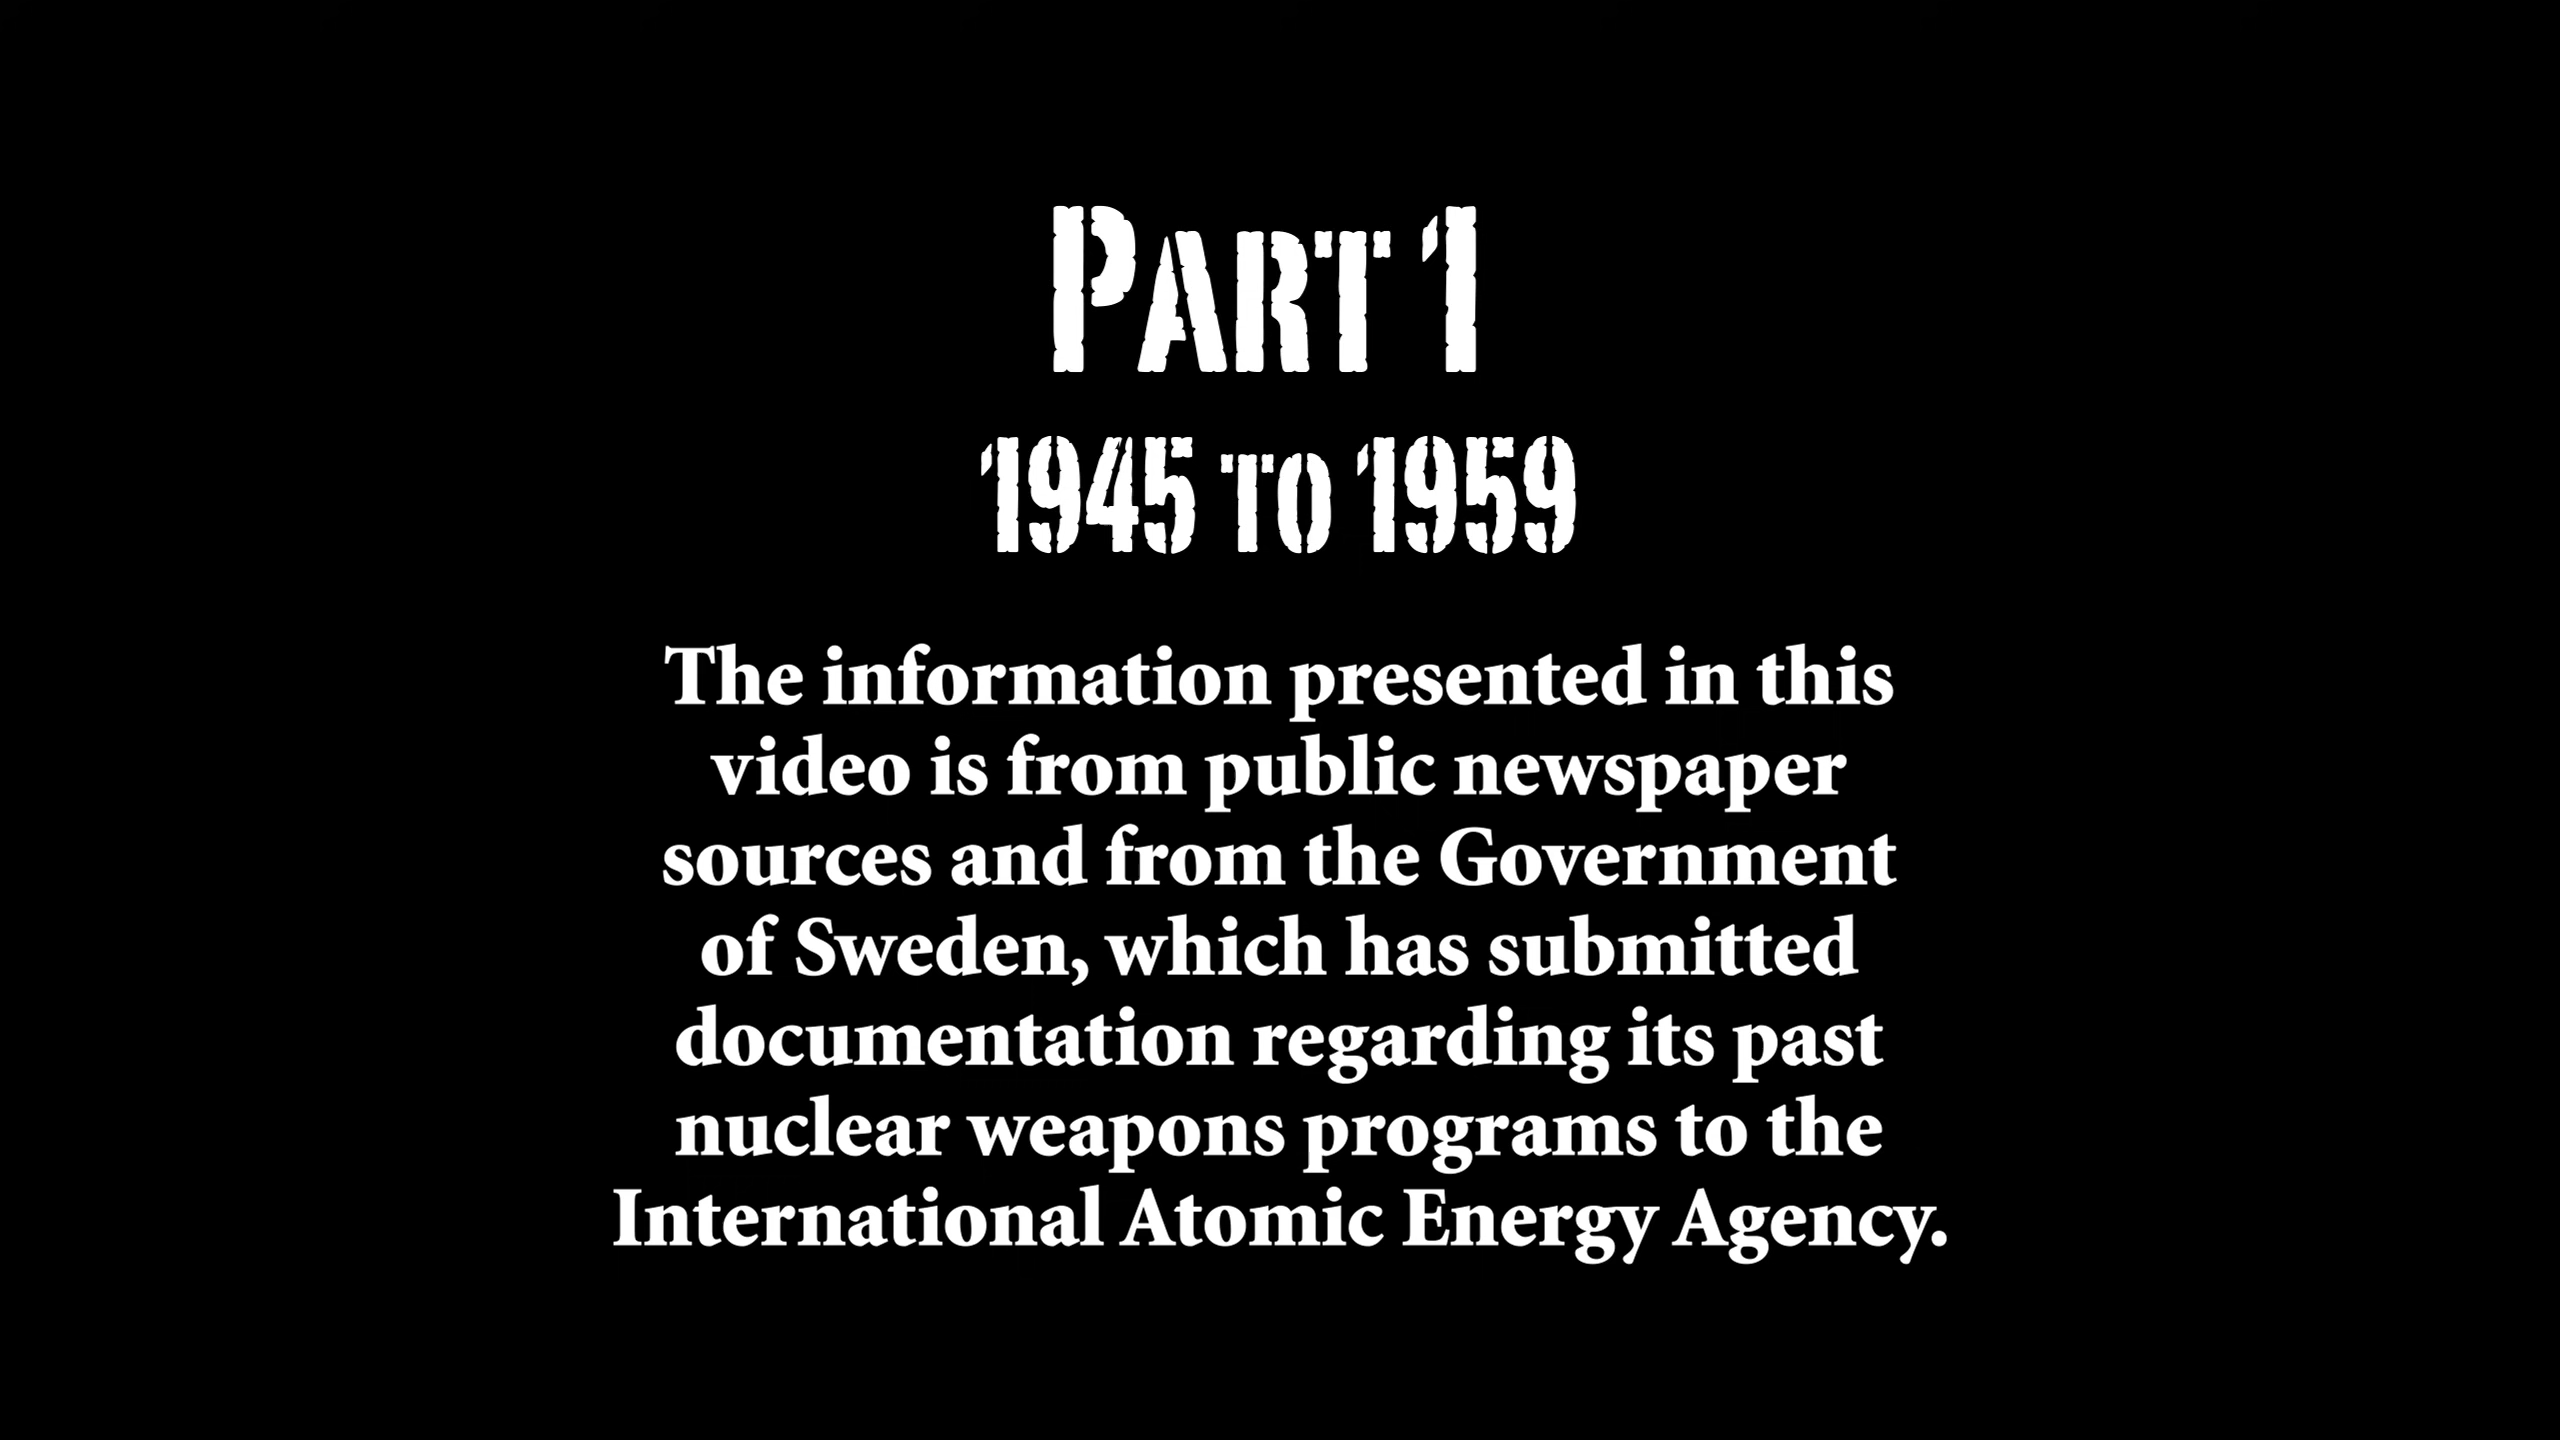 Part 1
1945 to 1959
The information presented in this
video is from public newspaper
sources and from the Government
of Sweden, which has submitted
documentation regarding its past
nuclear weapons programs to the
International Atomic Energy Agency.